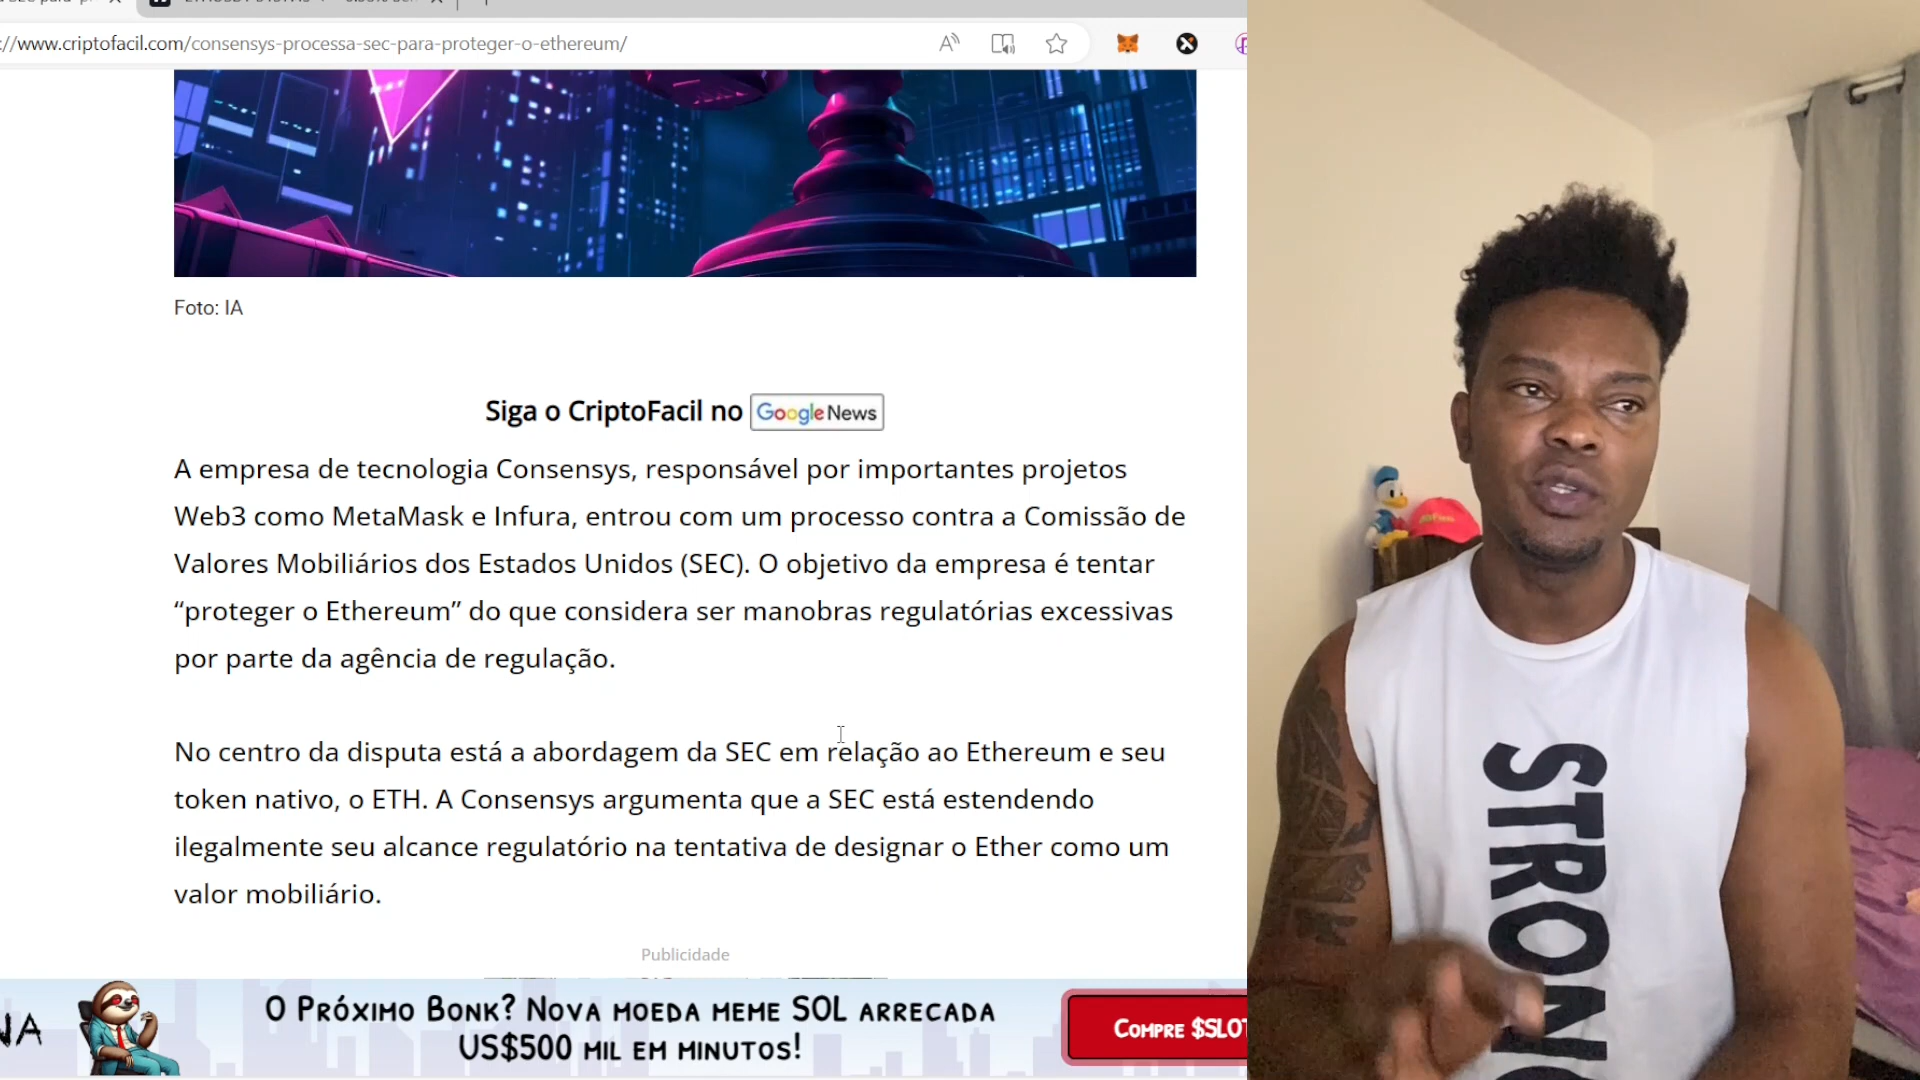 ://www.criptofacil.com/consensys-processa-sec-para-proteger-o-ethereum/
Foto: IA
Siga o CriptoFacil no Google News
A empresa de tecnologia Consensys, responsável por importantes projetos
Web3 como MetaMask e Infura, entrou com um processo contra a Comissão de
Valores Mobiliários dos Estados Unidos (SEC). O objetivo da empresa é tentar
“proteger o Ethereum” do que considera ser manobras regulatórias excessivas
por parte da agência de regulação.
No centro da disputa está a abordagem da SEC em relação ao Ethereum e seu
token nativo, o ETH. A Consensys argumenta que a SEC está estendendo
ilegalmente seu alcance regulatório na tentativa de designar o Ether como um
valor mobiliário.
Publicidade
O Próximo Bonk? Nova moeda meme SOL arrecada
US$500 mil em minutos!
Compre $SLOT
STRONG